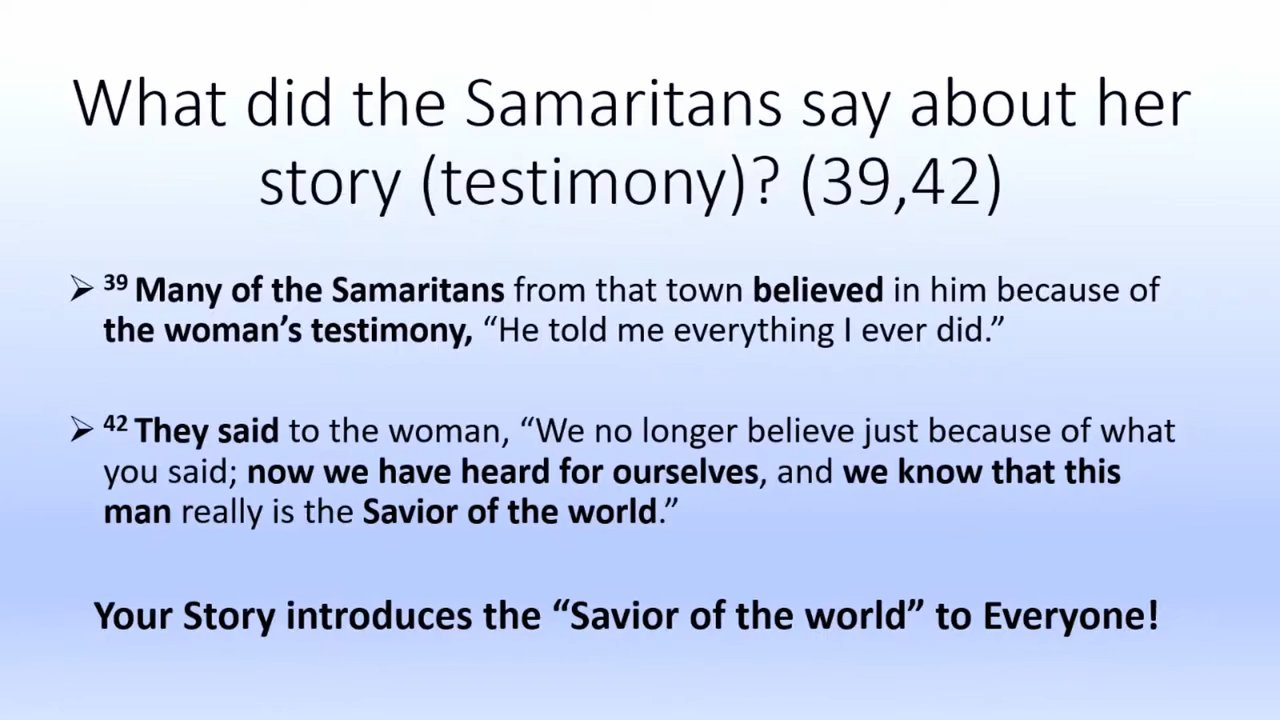 What did the Samaritans say about her
story (testimony)? (39,42)
➢ 39 Many of the Samaritans from that town believed in him because of
the woman’s testimony, “He told me everything I ever did.”
➢ 42 They said to the woman, “We no longer believe just because of what
you said; now we have heard for ourselves, and we know that this
man really is the Savior of the world.”
Your Story introduces the “Savior of the world” to Everyone!